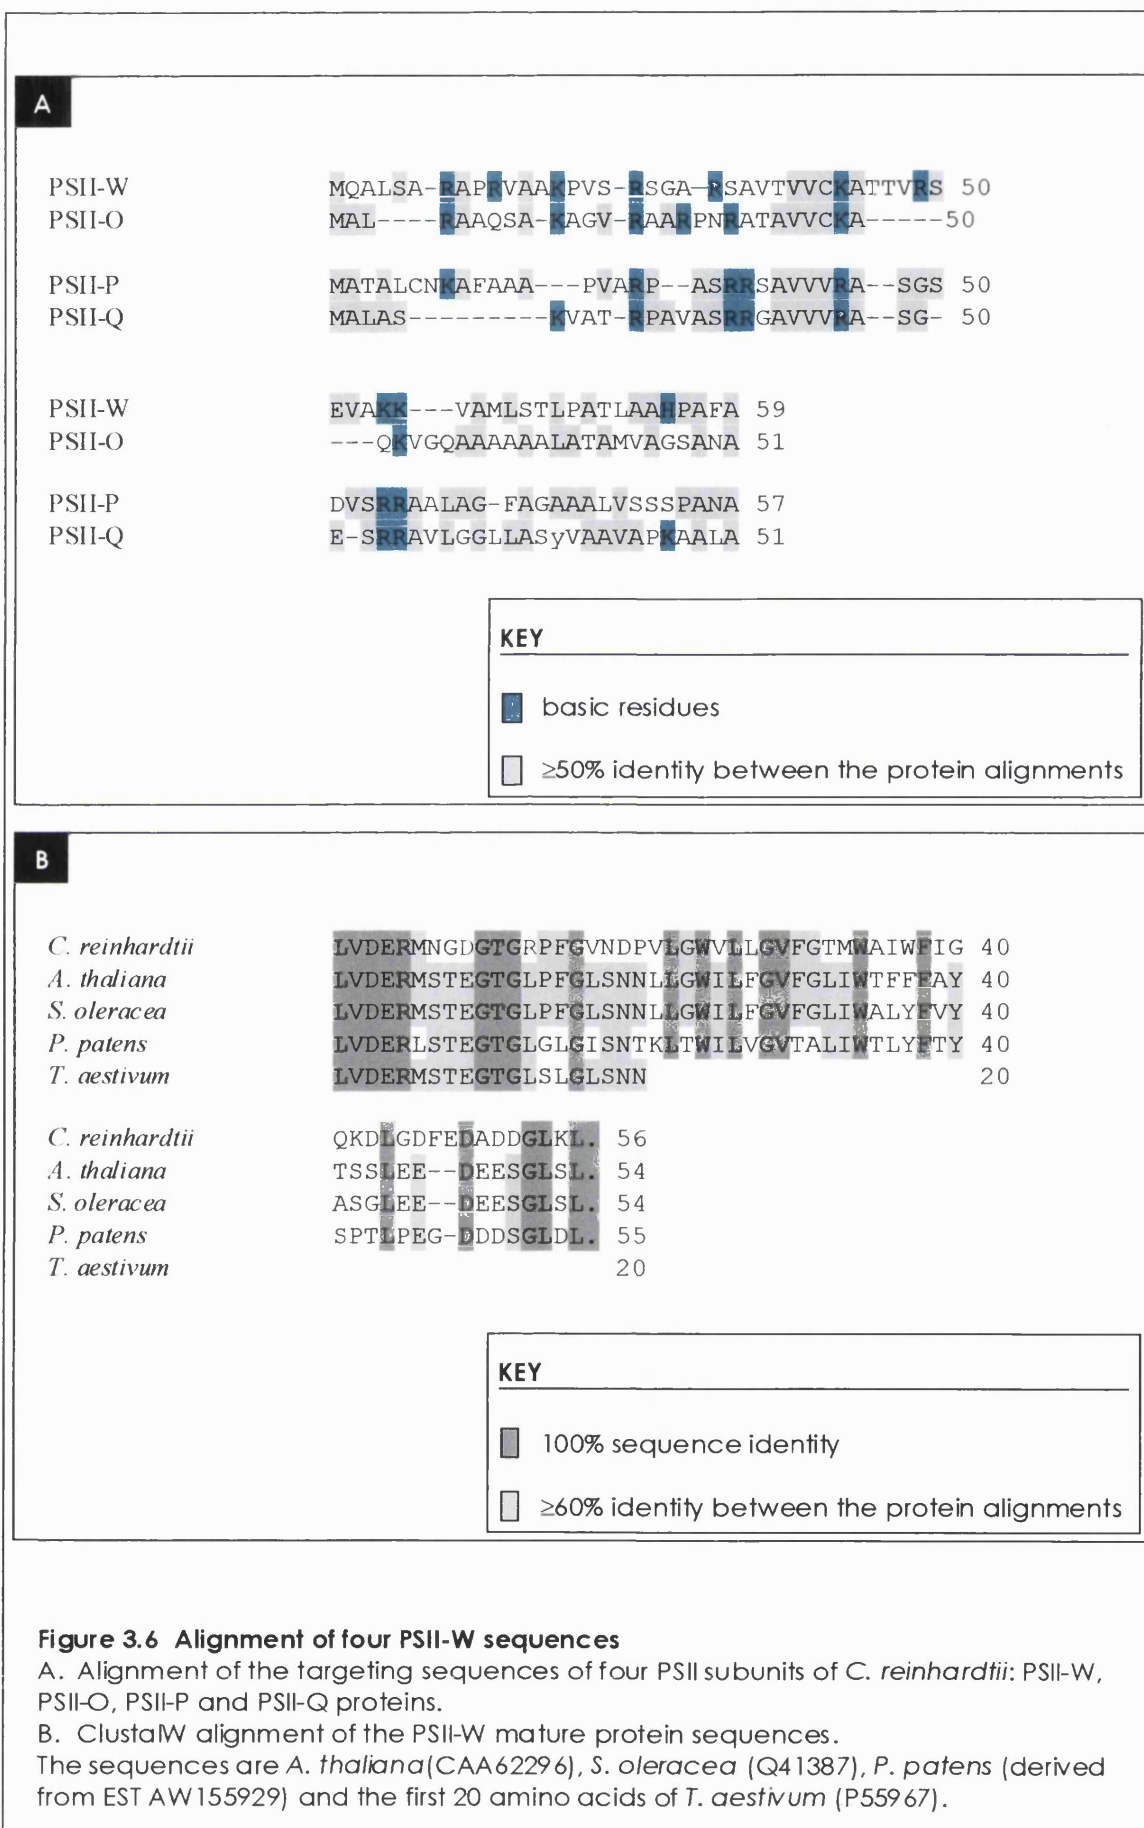 A
PSII-W MQALSA-RAPRVAAKPVS-RSGA-RSAVTVVCKATTVRS 50
PSII-O MAL----RAAQSA-KAGV-RAARPNRATAVVCKA-----50
PSII-P MATALCNKAFAAA---PVARP--ASRRSAVVVRA--SGS 50
PSII-Q MALAS---------KVAT-RPAVASRRGAVVVRA--SG- 50
PSII-W EVAKK---VAMLSTLPATLAAHPAFA 59
PSII-O ---QKVGQAAAAAALATAMVAGSANA 51
PSII-P DVSRRAALAG-FAGAAALVSSSPANA 57
PSII-Q E-SRRAVLGGLLASyVAAVAPKAALA 51
KEY
basic residues
≥50% identity between the protein alignments
B
C. reinhardtii LVDERMNGDGTGRPFGVNDPVLGWVLLGVFGTMWAIWFIG 40
A. thaliana LVDERMSTEGTGLPFGLSNNLLGWILFGVFGLIWTFFFAY 40
S. oleracea LVDERMSTEGTGLPFGLSNNLLGWILFGVFGLIWALYFVY 40
P. patens LVDERLSTEGTGLGLGISNTKLTWILVGVTALIWTLYFTY 40
T. aestivum LVDERMSTEGTGLSLGLSNN 20
C. reinhardtii QKDLGDFEDADDGLKL. 56
A. thaliana TSSLEE--DEESGLSL. 54
S. oleracea ASGLEE--DEESGLSL. 54
P. patens SPTLPEG-DDDSGLDL. 55
T. aestivum 20
KEY
100% sequence identity
≥60% identity between the protein alignments
Figure 3.6 Alignment of four PSII-W sequences
A. Alignment of the targeting sequences of four PSII subunits of C. reinhardtii: PSII-W,
PSII-O, PSII-P and PSII-Q proteins.
B. ClustalW alignment of the PSII-W mature protein sequences.
The sequences are A. thaliana(CAA62296), S. oleracea (Q41387), P. patens (derived
from EST AW155929) and the first 20 amino acids of T. aestivum (P55967).